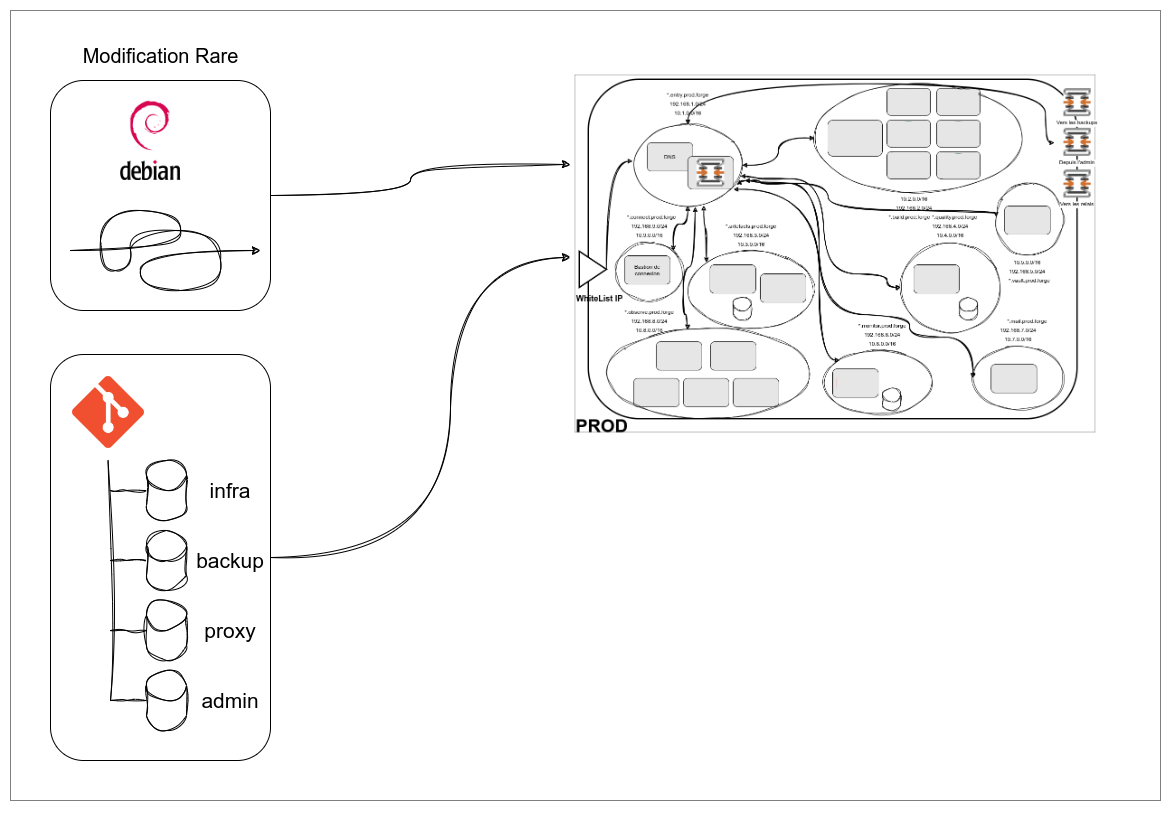 Modification Rare
debian
infra
backup
proxy
admin
*.entry.prod.forge
192.168.1.0/24
10.1.0.0/16
DNS
10.2.0.0/16
192.168.2.0/24
*.build.prod.forge
*.quality.prod.forge
192.168.4.0/24
10.4.0.0/16
10.5.0.0/16
192.168.5.0/24
*.vault.prod.forge
*.connect.prod.forge
192.168.9.0/24
10.9.0.0/16
Bastion de
connexion
*.artefacts.prod.forge
192.168.3.0/24
10.3.0.0/16
WhiteList IP
*.observe.prod.forge
192.168.8.0/24
10.8.0.0/16
*.monitor.prod.forge
192.168.6.0/24
10.6.0.0/16
*.mail.prod.forge
192.168.7.0/24
10.7.0.0/16
Vers les backups
Depuis l'admin
Vers les relais
PROD